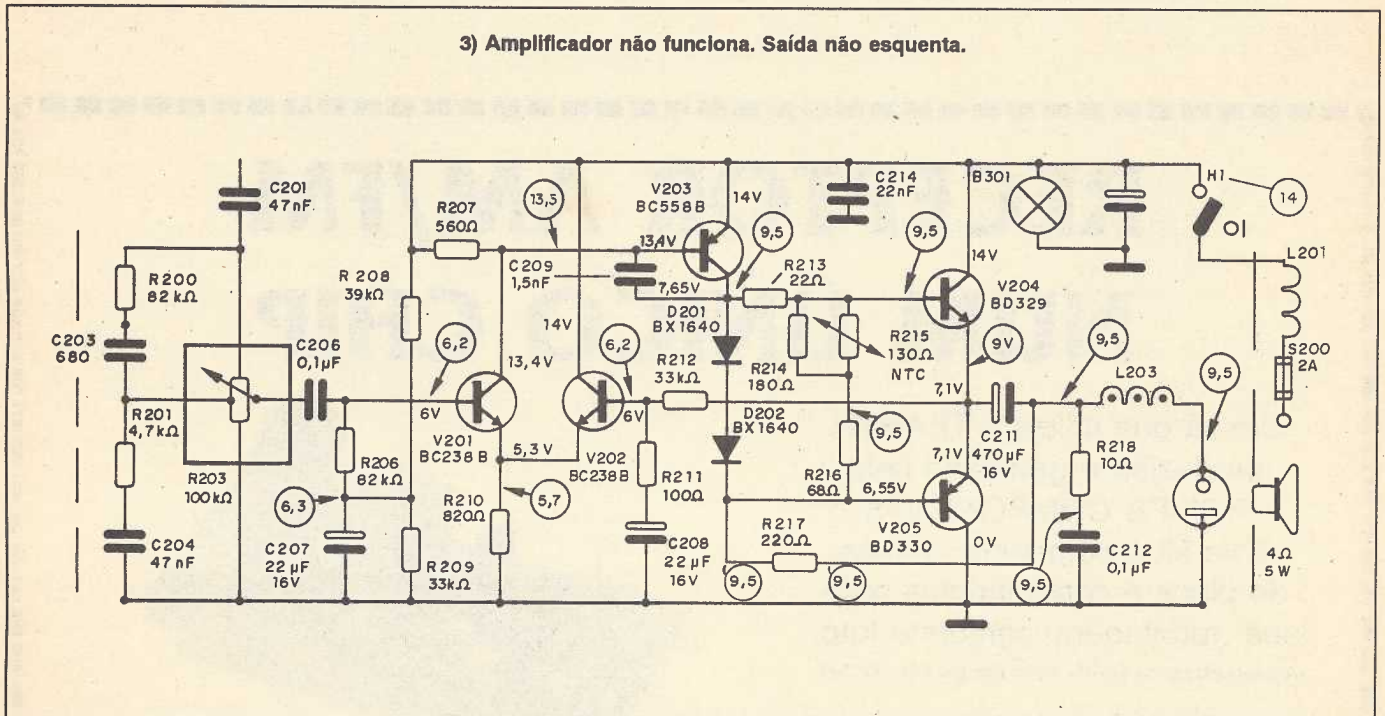 3) Amplificador não funciona. Saída não esquenta.
C201
47nF.
R200
82kΩ
C203
680
R201
4,7kΩ
R203
100kΩ
C204
47nF
C206
0,1µF
R207
560Ω
R208
39kΩ
13,5
6,2
6V
R206
82kΩ
6,3
C207
22µF
16V
R209
33kΩ
13,4V
V201
BC238B
5,3V
R210
820Ω
5,7
14V
V202
BC238B
6,2
6V
C209
1,5nF
V203
BC558B
14V
13,4V
7,65V
9,5
R212
33kΩ
R211
100Ω
C208
22µF
16V
D201
BX1640
D202
BX1640
R213
22Ω
R214
180Ω
R215
130Ω
NTC
9,5
R216
68Ω
6,55V
R217
220Ω
9,5
9,5
C214
22nF
9,5
14V
V204
BD329
9V
7,1V
7,1V
V205
BD330
0V
C211
470µF
16V
9,5
B301
H1
14
L203
R218
10Ω
9,5
C212
0,1µF
9,5
L201
S200
2A
4Ω
5W